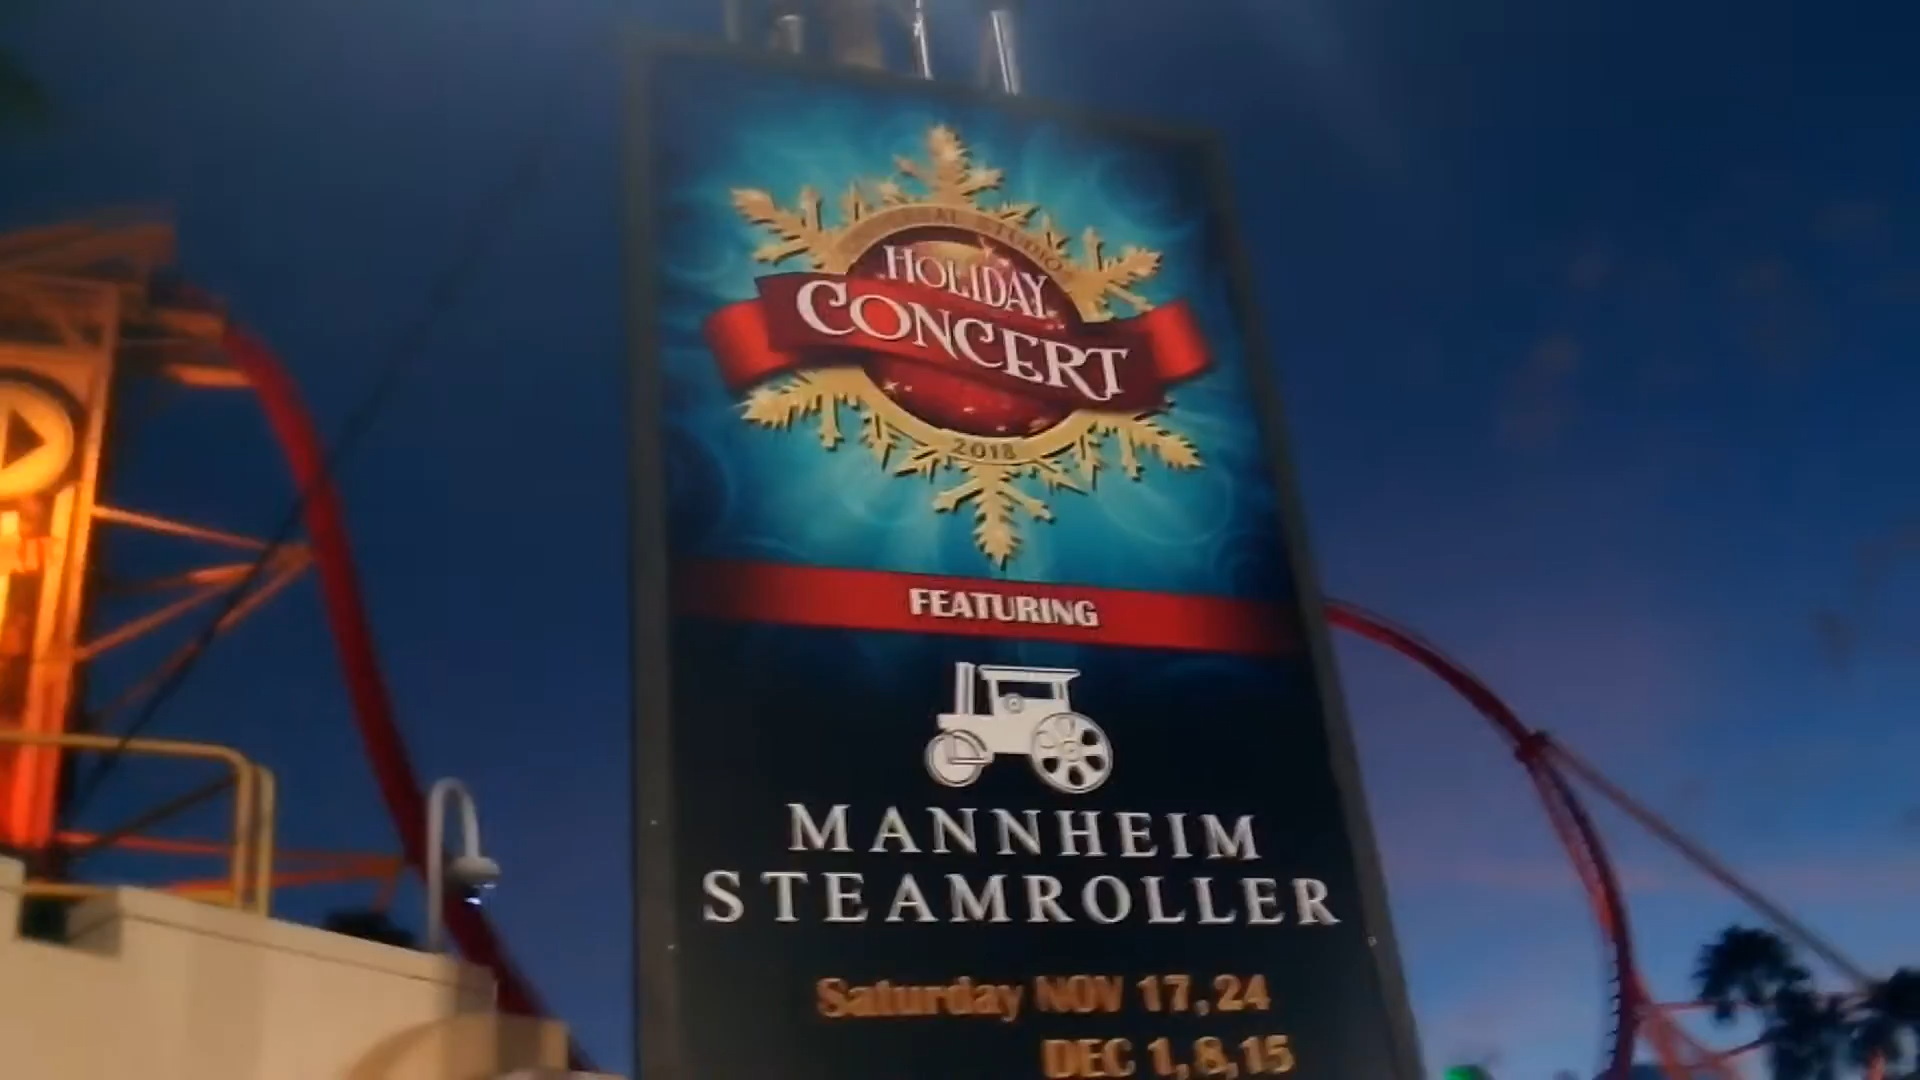 HOLIDAY
CONCERT
2018
FEATURING
MANNHEIM
STEAMROLLER
Saturday NOV 17, 24
DEC 1, 8, 15